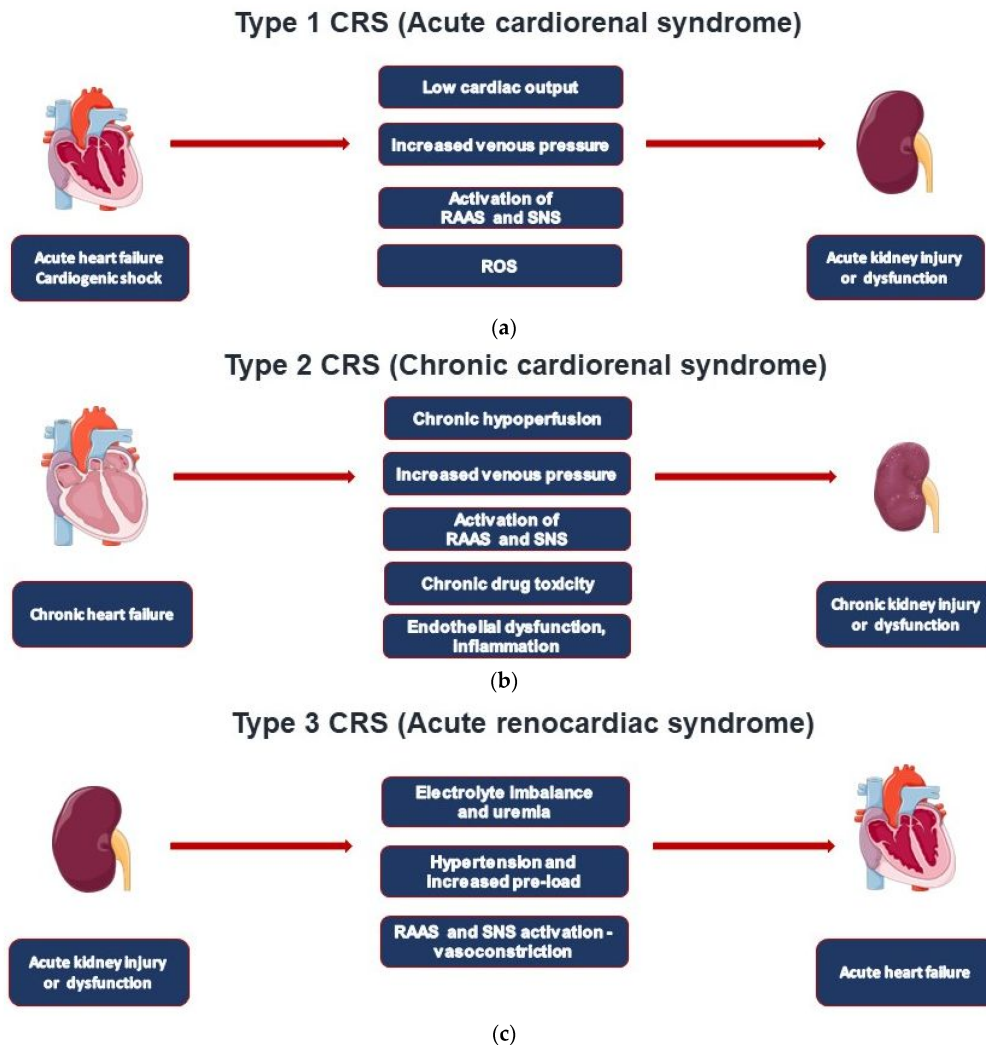 Type 1 CRS (Acute cardiorenal syndrome)
Low cardiac output
Increased venous pressure
Activation of
RAAS and SNS
ROS
Acute heart failure
Cardiogenic shock
Acute kidney injury
or dysfunction
(a)
Type 2 CRS (Chronic cardiorenal syndrome)
Chronic hypoperfusion
Increased venous pressure
Activation of
RAAS and SNS
Chronic drug toxicity
Endothelial dysfunction,
inflammation
Chronic heart failure
Chronic kidney injury
or dysfunction
(b)
Type 3 CRS (Acute renocardiac syndrome)
Electrolyte imbalance
and uremia
Hypertension and
increased pre-load
RAAS and SNS activation -
vasoconstriction
Acute kidney injury
or dysfunction
Acute heart failure
(c)